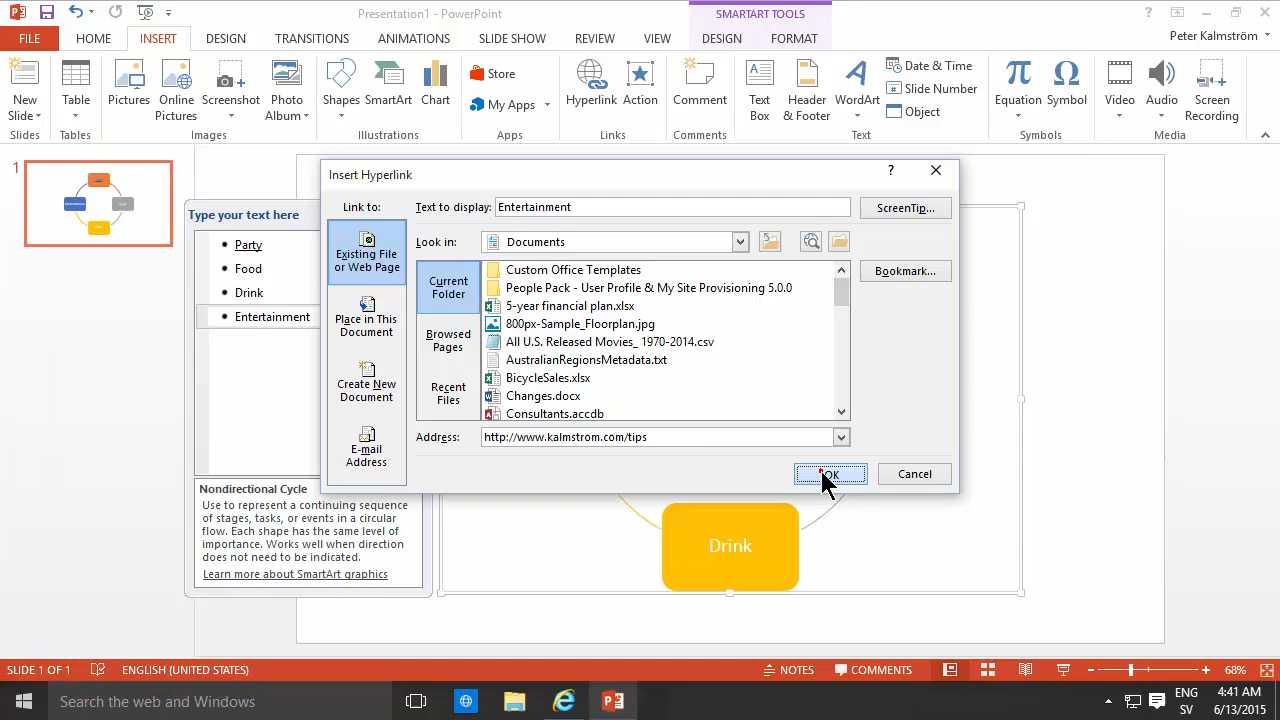 Presentation1 - PowerPoint
SMARTART TOOLS
?
FILE HOME INSERT DESIGN TRANSITIONS ANIMATIONS SLIDE SHOW REVIEW VIEW DESIGN FORMAT
Peter Kalmström
New
Slide
Table
Pictures
Online
Pictures
Screenshot
Photo
Album
Shapes
SmartArt
Chart
Store
My Apps
Hyperlink
Action
Comment
Text
Box
Header
& Footer
WordArt
Date & Time
Slide Number
Object
Equation
Symbol
Video
Audio
Screen
Recording
Slides Tables Images Illustrations Apps Links Comments Text Symbols Media
1
Type your text here
Party
Food
Drink
Entertainment
Nondirectional Cycle
Use to represent a continuing sequence
of stages, tasks, or events in a circular
flow. Each shape has the same level of
importance. Works well when direction
does not need to be indicated.
Learn more about SmartArt graphics
Insert Hyperlink
?
Link to:
Existing File
or Web Page
Place in This
Document
Create New
Document
E-mail
Address
Text to display: Entertainment
ScreenTip...
Look in: Documents
Bookmark...
Current
Folder
Browsed
Pages
Recent
Files
Custom Office Templates
People Pack - User Profile & My Site Provisioning 5.0.0
5-year financial plan.xlsx
800px-Sample_Floorplan.jpg
All U.S. Released Movies_ 1970-2014.csv
AustralianRegionsMetadata.txt
BicycleSales.xlsx
Changes.docx
Consultants.accdb
Address: http://www.kalmstrom.com/tips
OK
Cancel
Drink
SLIDE 1 OF 1
ENGLISH (UNITED STATES)
NOTES
COMMENTS
68%
Search the web and Windows
ENG
SV
4:41 AM
6/13/2015